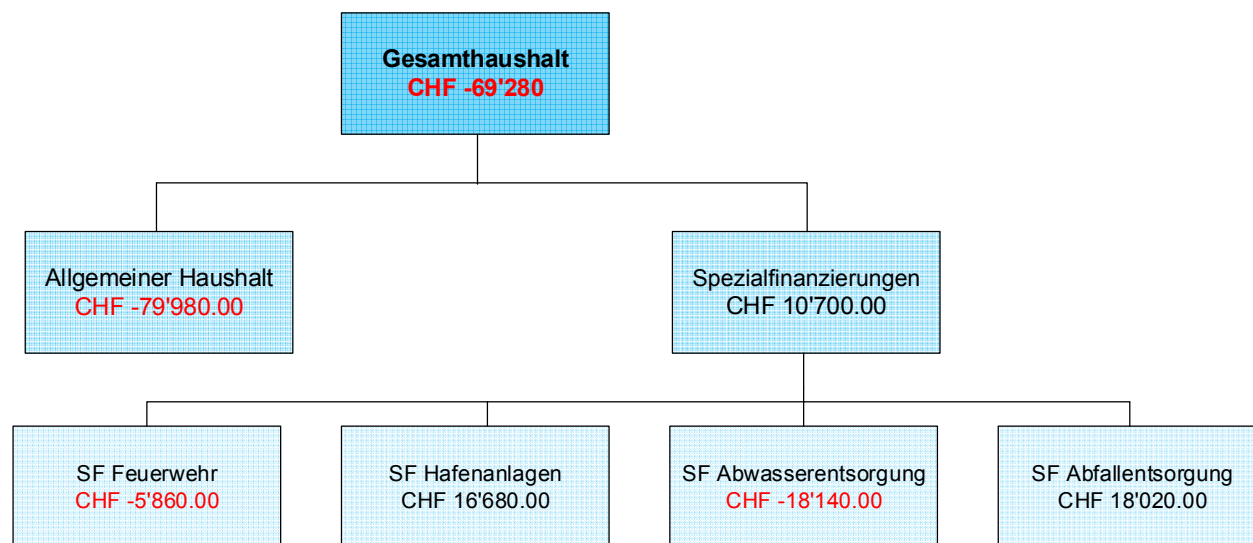 Gesamthaushalt
CHF -69'280
Allgemeiner Haushalt
CHF -79'980.00
Spezialfinanzierungen
CHF 10'700.00
SF Feuerwehr
CHF -5'860.00
SF Hafenanlagen
CHF 16'680.00
SF Abwasserentsorgung
CHF -18'140.00
SF Abfallentsorgung
CHF 18'020.00